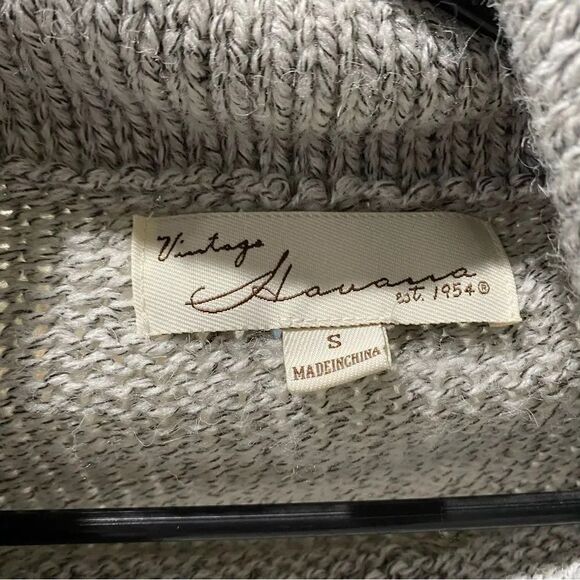 Vintage
Havana
est. 1954®
S
MADEINCHINA